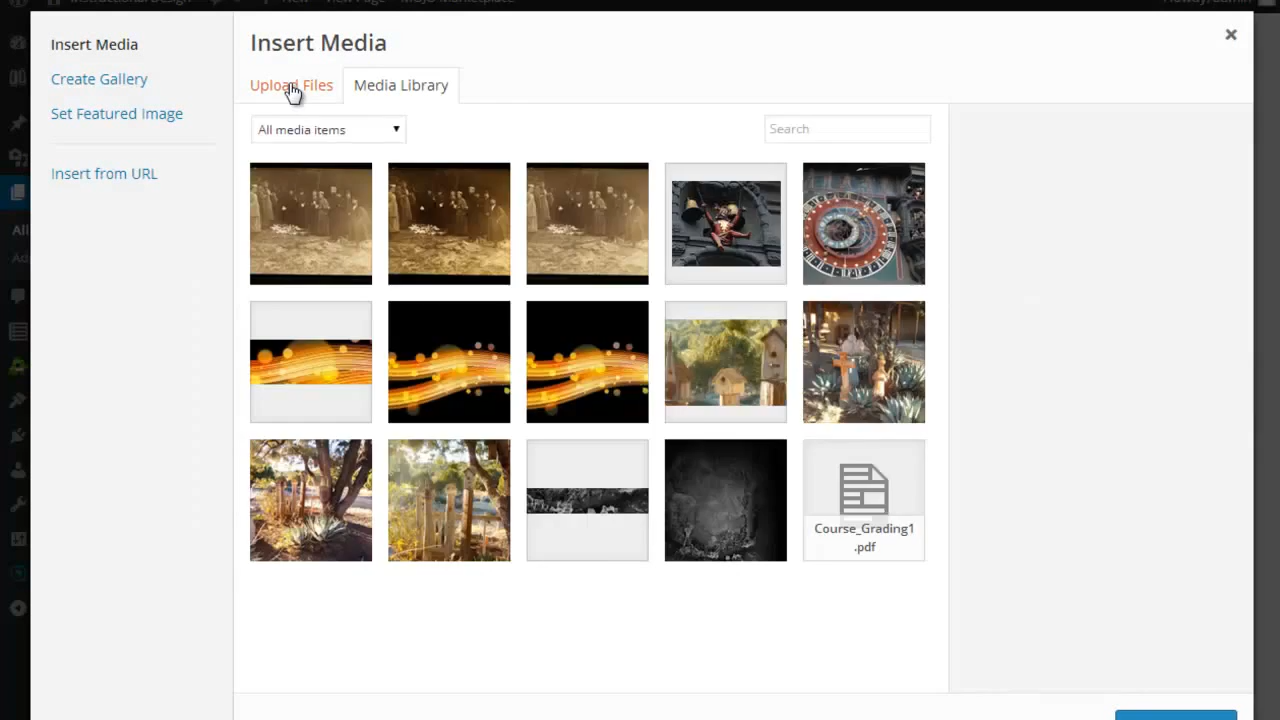 Insert Media
Create Gallery
Set Featured Image
Insert from URL
Insert Media
Upload Files
Media Library
All media items
Search
Course_Grading1
.pdf